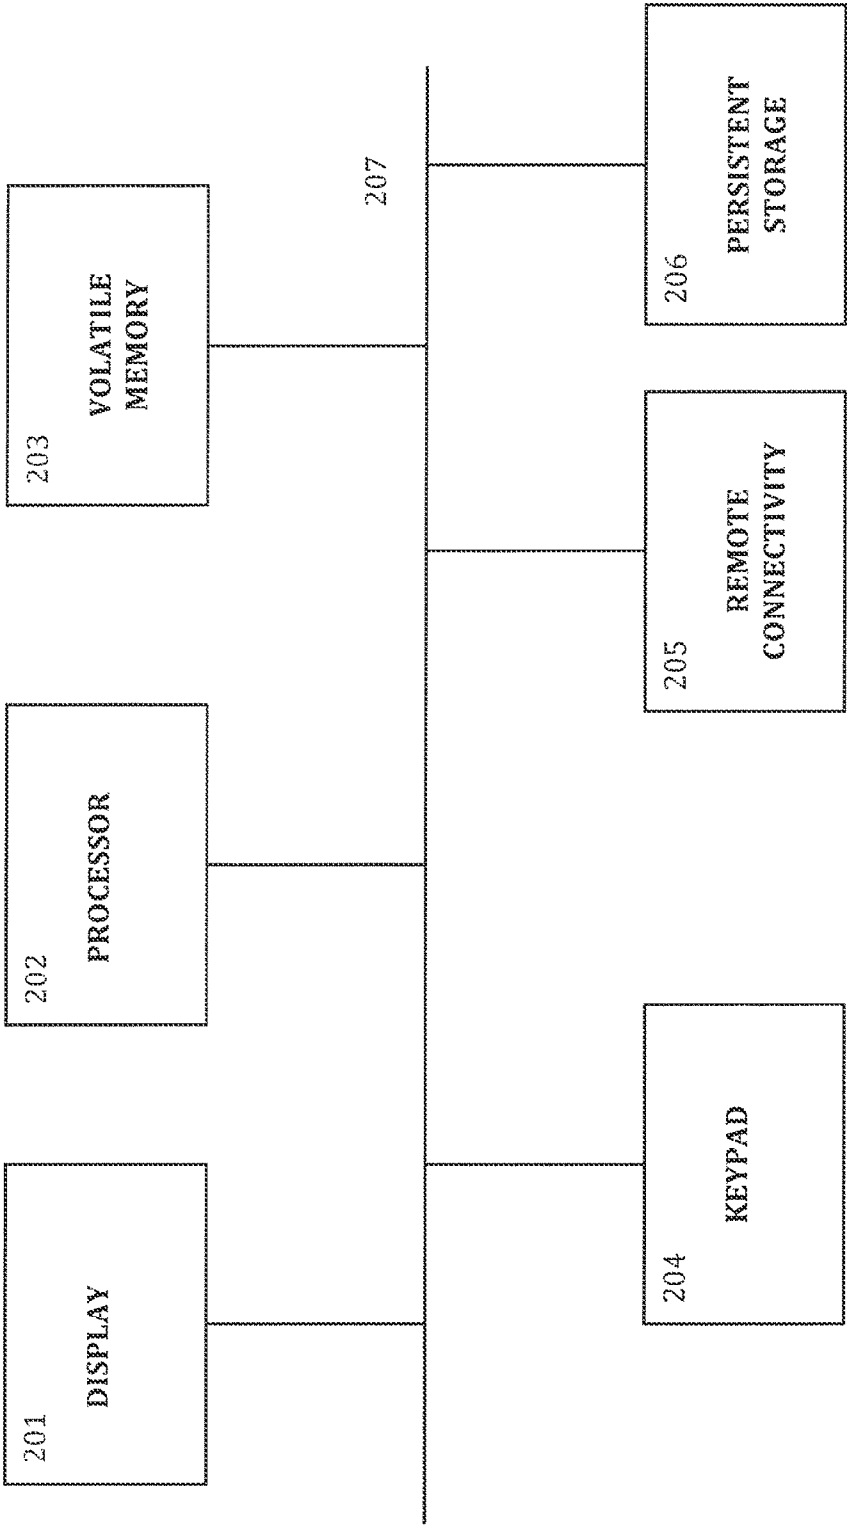 201
DISPLAY
202
PROCESSOR
203
VOLATILE
MEMORY
207
204
KEYPAD
205
REMOTE
CONNECTIVITY
206
PERSISTENT
STORAGE